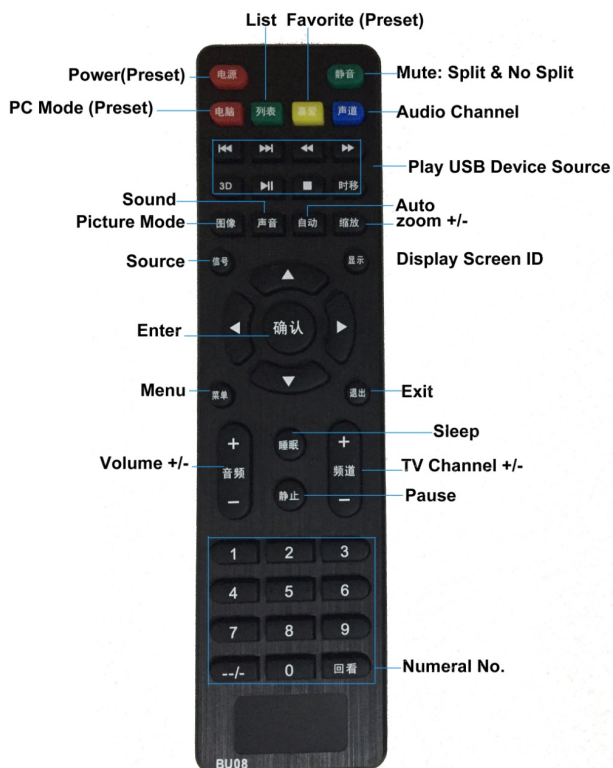 List Favorite (Preset)
Power(Preset)
电源
静音
Mute: Split & No Split
PC Mode (Preset)
电脑
列表
喜爱
声道
Audio Channel
Play USB Device Source
3D
时移
Sound
Auto
Picture Mode
图像
声音
自动
缩放
zoom +/-
Source
信号
显示
Display Screen ID
Enter
确认
Menu
菜单
退出
Exit
Sleep
+
睡眠
+
Volume +/-
音频
频道
TV Channel +/-
-
静止
-
Pause
1 2 3
4 5 6
7 8 9
--/- 0 回看
Numeral No.
BU08